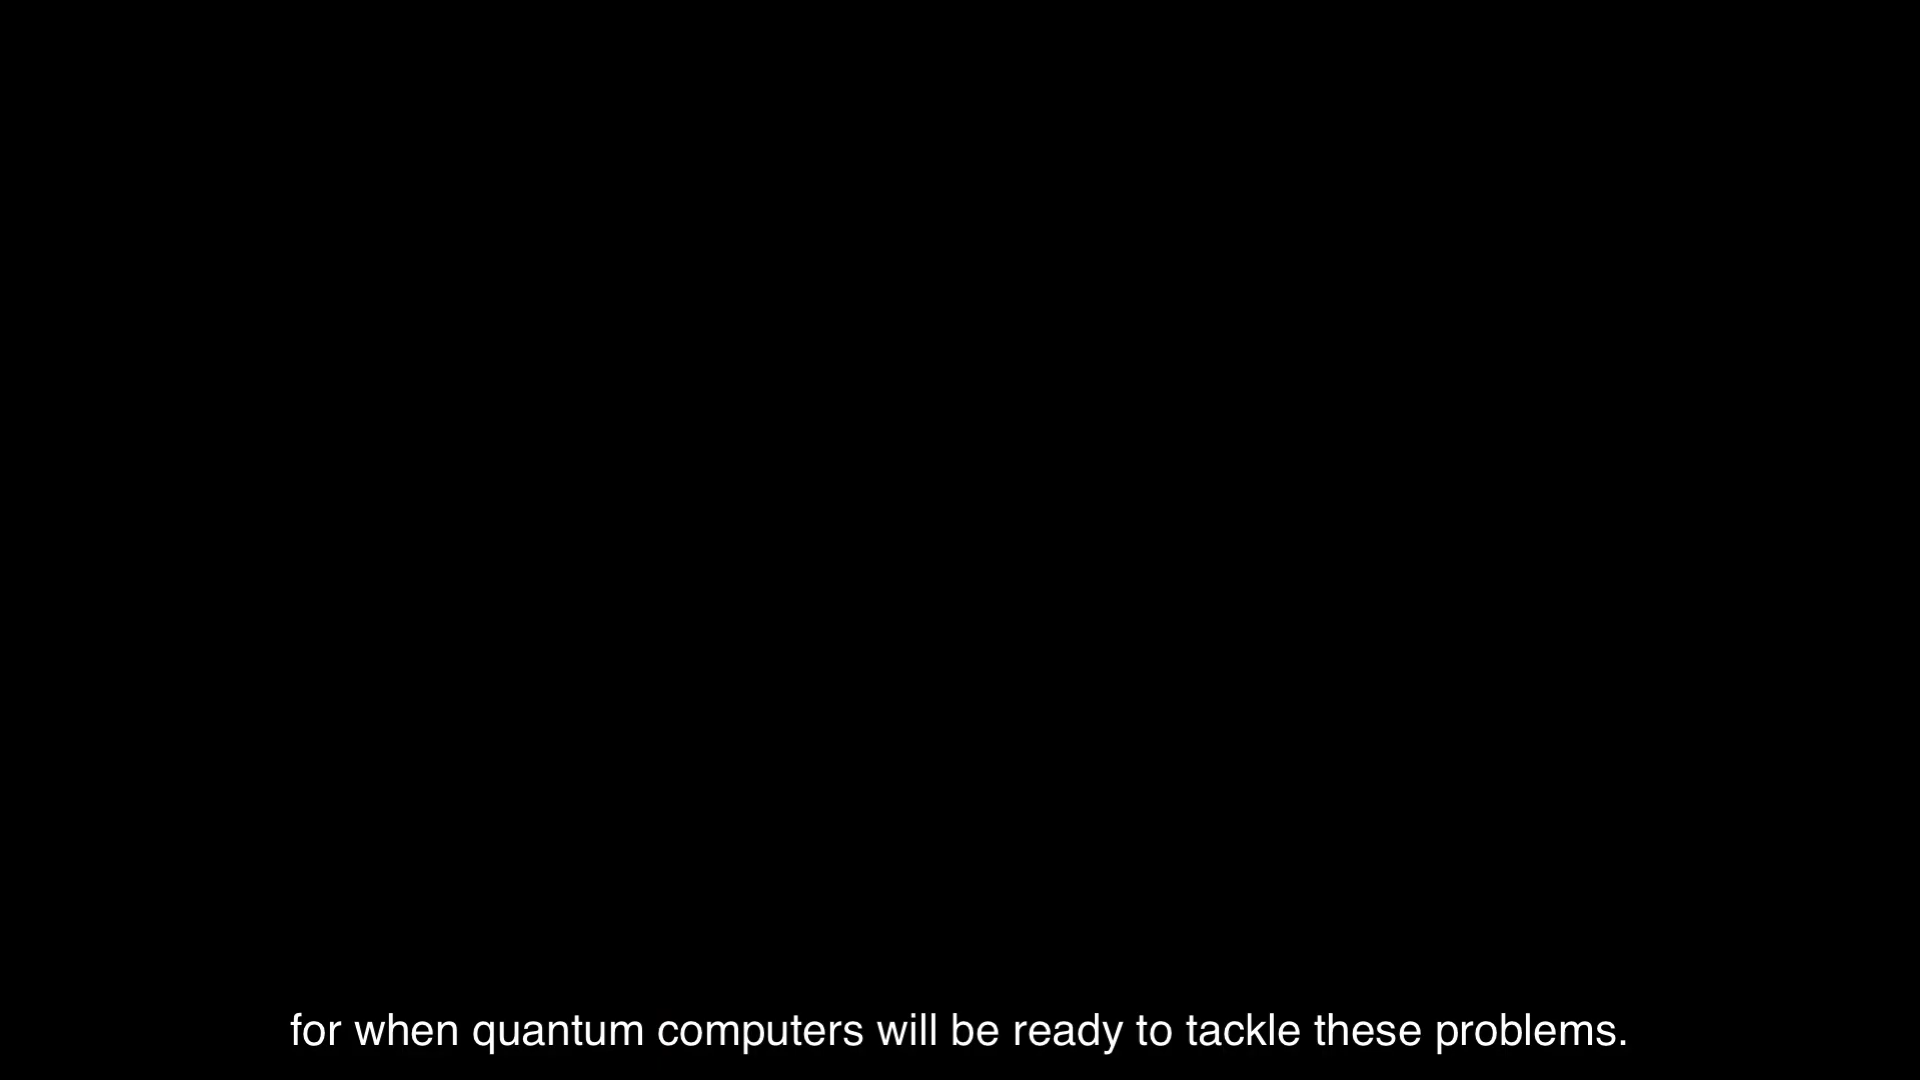 for when quantum computers will be ready to tackle these problems.